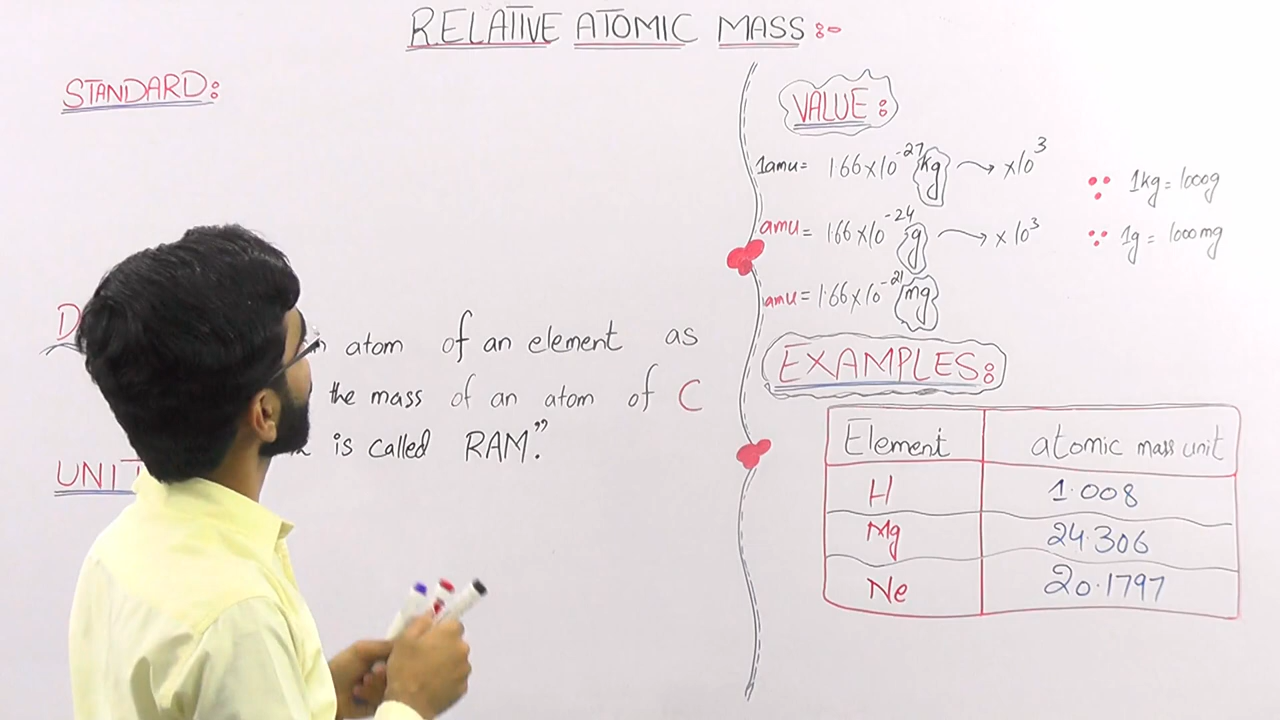 RELATIVE ATOMIC MASS :-
STANDARD:
D
atom of an element as
the mass of an atom of C
is called RAM."
UNIT
VALUE :
1amu = 1.66×10⁻²⁷ kg → ×10³
amu = 1.66×10⁻²⁴ g → ×10³
amu = 1.66×10⁻²¹ mg
∵ 1kg = 1000g
∵ 1g = 1000mg
EXAMPLES:
Element atomic mass unit
H 1.008
Mg 24.306
Ne 20.1797